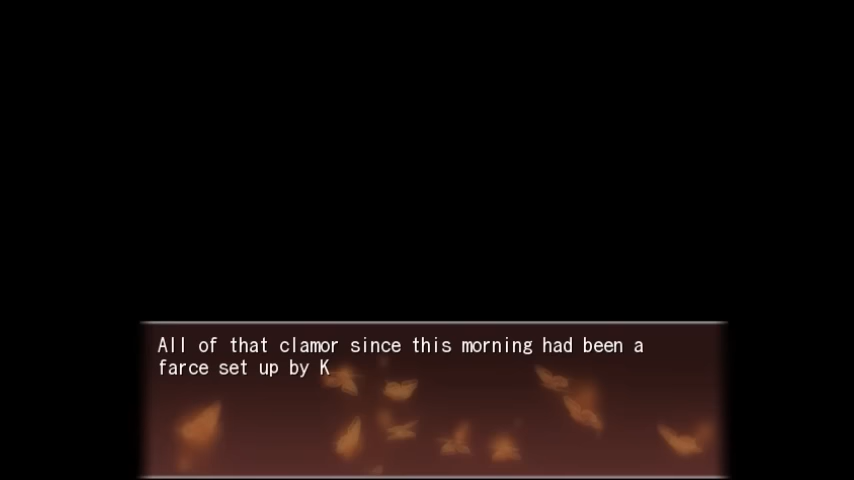 All of that clamor since this morning had been a
farce set up by K